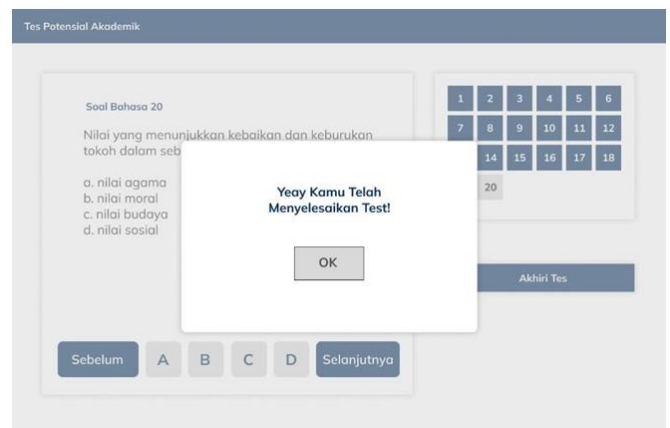 Tes Potensial Akademik
Soal Bahasa 20
Nilai yang menunjukkan kebaikan dan keburukan
tokoh dalam seb
a. nilai agama
b. nilai moral
c. nilai budaya
d. nilai sosial
Yeay Kamu Telah
Menyelesaikan Test!
OK
Sebelum A B C D Selanjutnya
1 2 3 4 5 6
7 8 9 10 11 12
14 15 16 17 18
20
Akhiri Tes